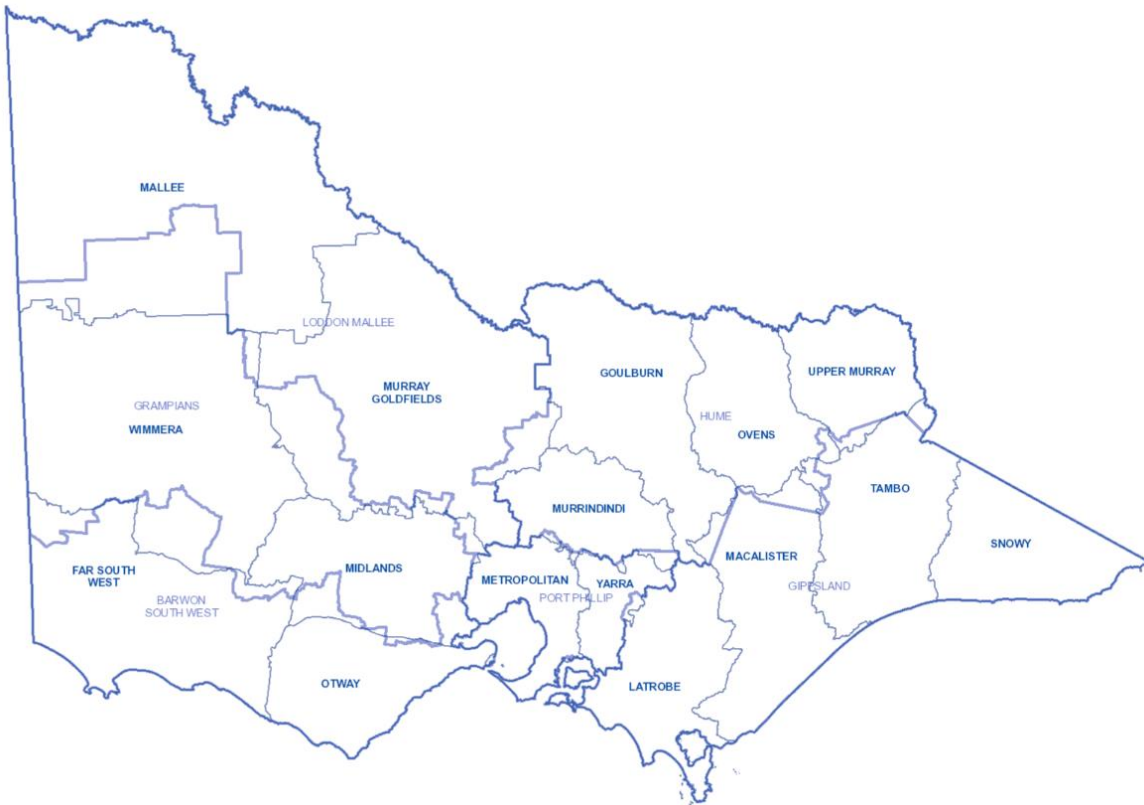 MALLEE
LODDON MALLEE
MURRAY
GOLDFIELDS
GOULBURN
UPPER MURRAY
GRAMPIANS
WIMMERA
HUME
OVENS
TAMBO
MURRINDINDI
SNOWY
MACALISTER
FAR SOUTH
WEST
MIDLANDS
METROPOLITAN
YARRA
GIPPSLAND
PORT PHILLIP
BARWON
SOUTH WEST
OTWAY
LATROBE